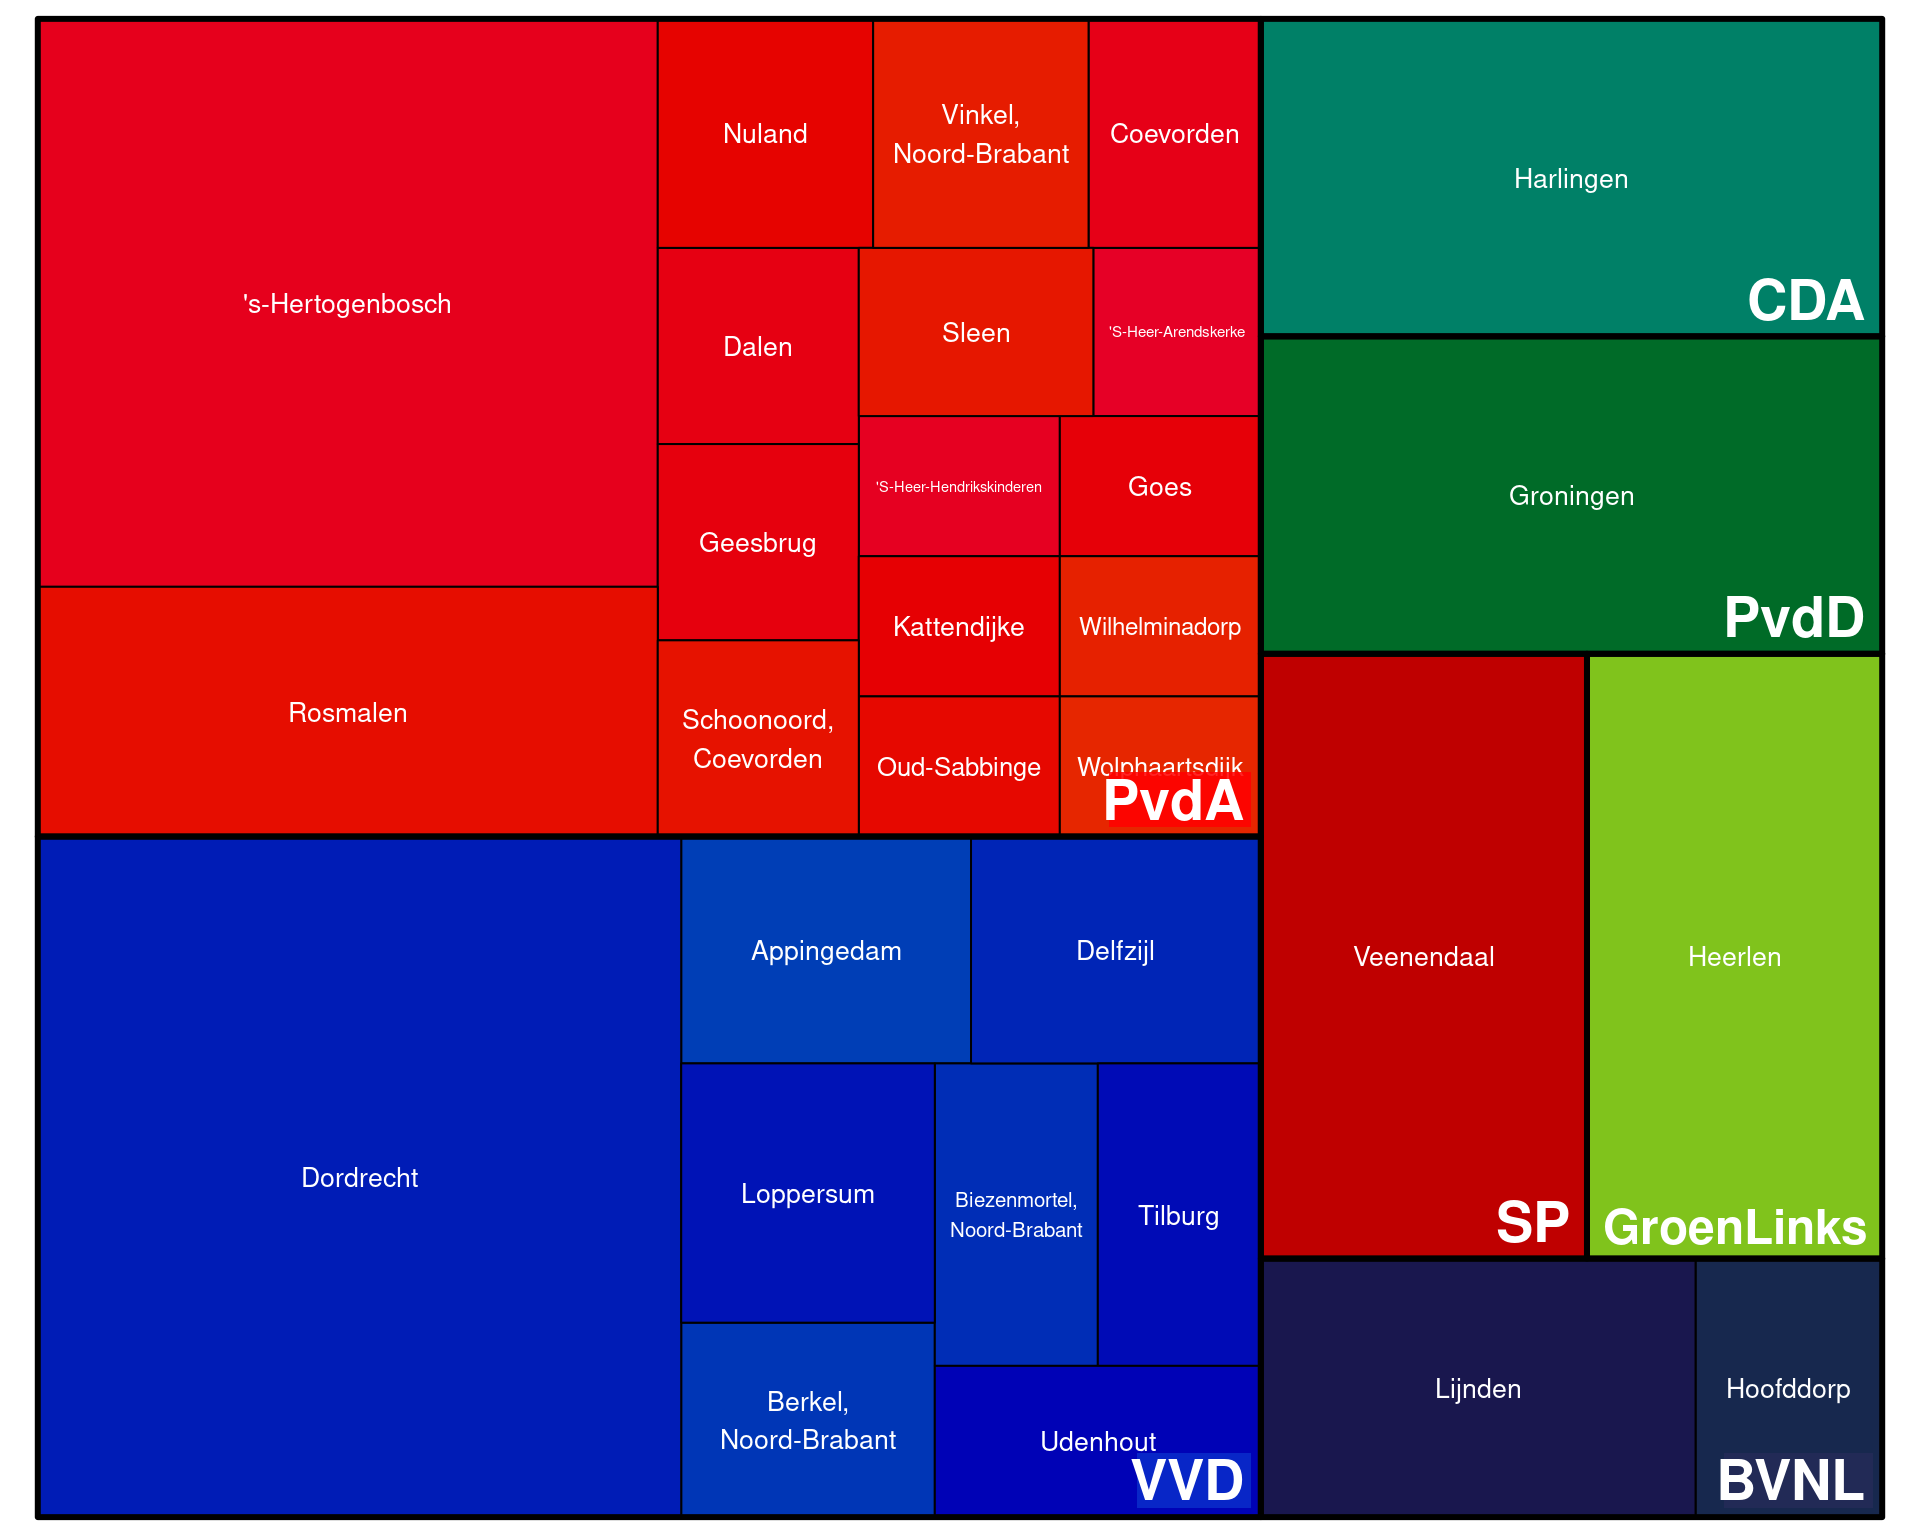 's-Hertogenbosch
Rosmalen
Nuland
Vinkel,
Noord-Brabant
Coevorden
Dalen
Sleen
'S-Heer-Arendskerke
Geesbrug
'S-Heer-Hendrikskinderen
Goes
Kattendijke
Wilhelminadorp
Schoonoord,
Coevorden
Oud-Sabbinge
Wolphaartsdijk
PvdA
Dordrecht
Appingedam
Delfzijl
Loppersum
Biezenmortel,
Noord-Brabant
Tilburg
Berkel,
Noord-Brabant
Udenhout
VVD
Harlingen
CDA
Groningen
PvdD
Veenendaal
SP
Heerlen
GroenLinks
Lijnden
Hoofddorp
BVNL